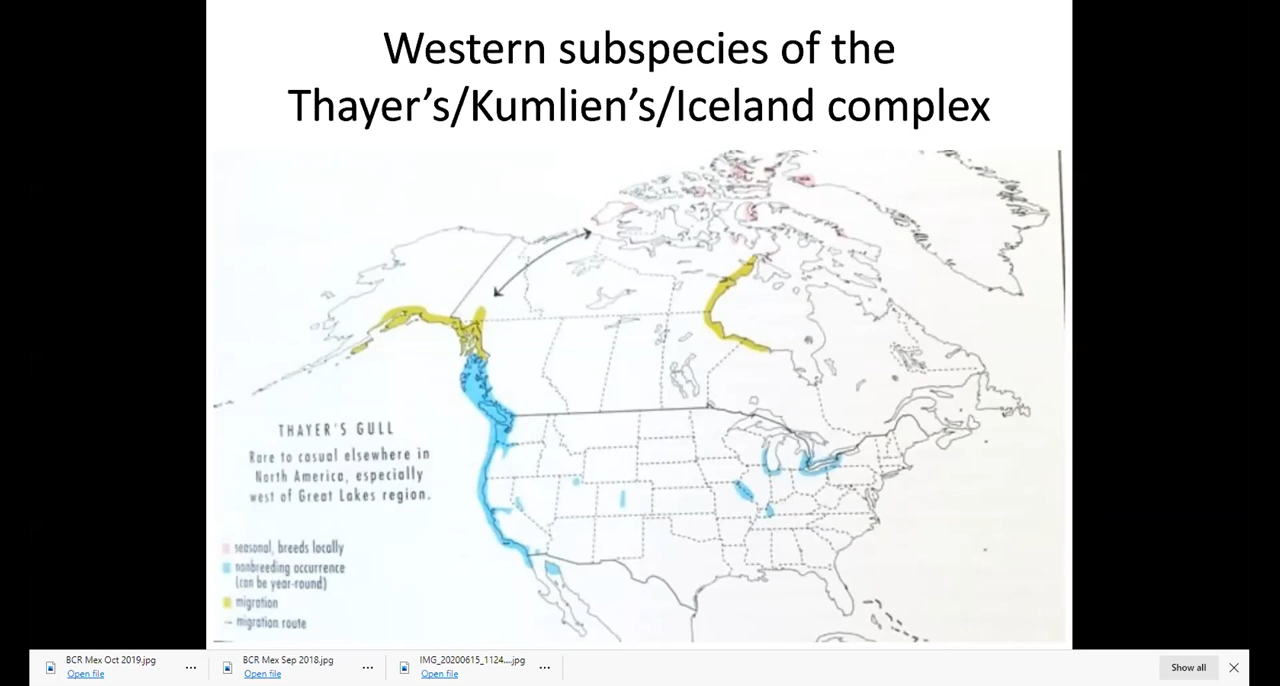 Western subspecies of the
Thayer's/Kumlien's/Iceland complex
THAYER'S GULL
Rare to casual elsewhere in
North America, especially
west of Great Lakes region.
seasonal, breeds locally
nonbreeding occurrence
(can be year-round)
migration
migration route
BCR Mex Oct 2019.jpg
Open file
BCR Mex Sep 2018.jpg
Open file
IMG_20200615_1124....jpg
Open file
Show all